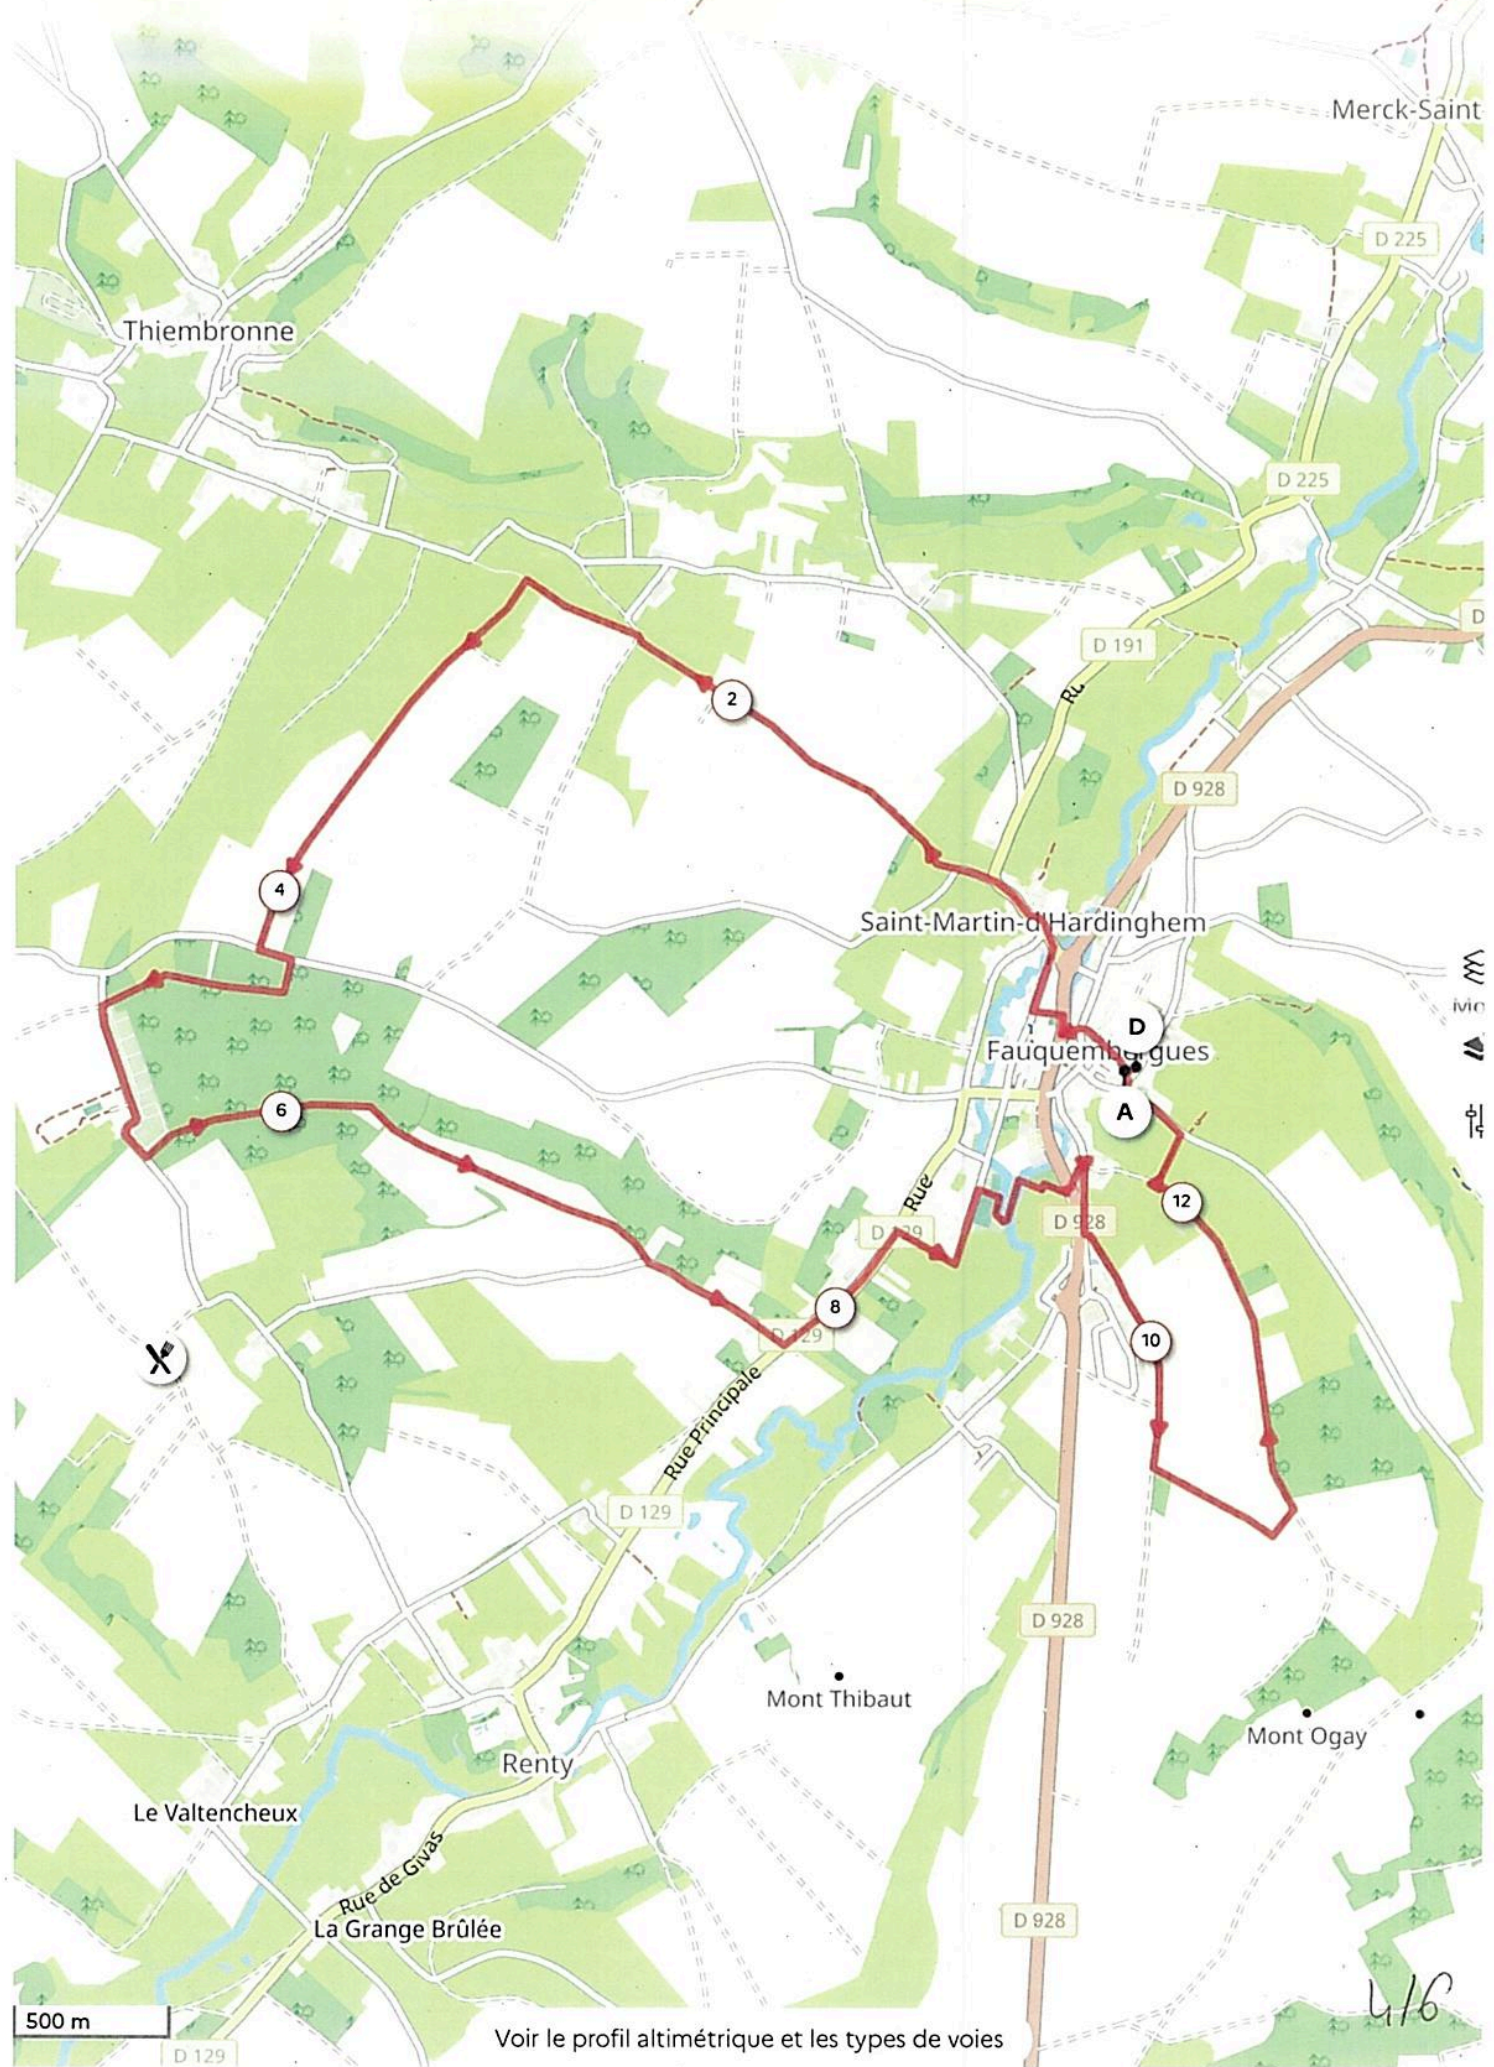 Merck-Saint
D 225
Thiembronne
D 225
D
D 191
Ru
2
D 928
4
Saint-Martin-d'Hardinghem
D
Fauquembergues
A
6
12
Rue
D 129
D 928
8
D 129
10
Rue Principale
D 129
D 928
Mont Thibaut
Mont Ogay
Renty
Le Valtencheux
Rue de Givas
La Grange Brûlée
D 928
4/6
500 m
Voir le profil altimétrique et les types de voies
D 129